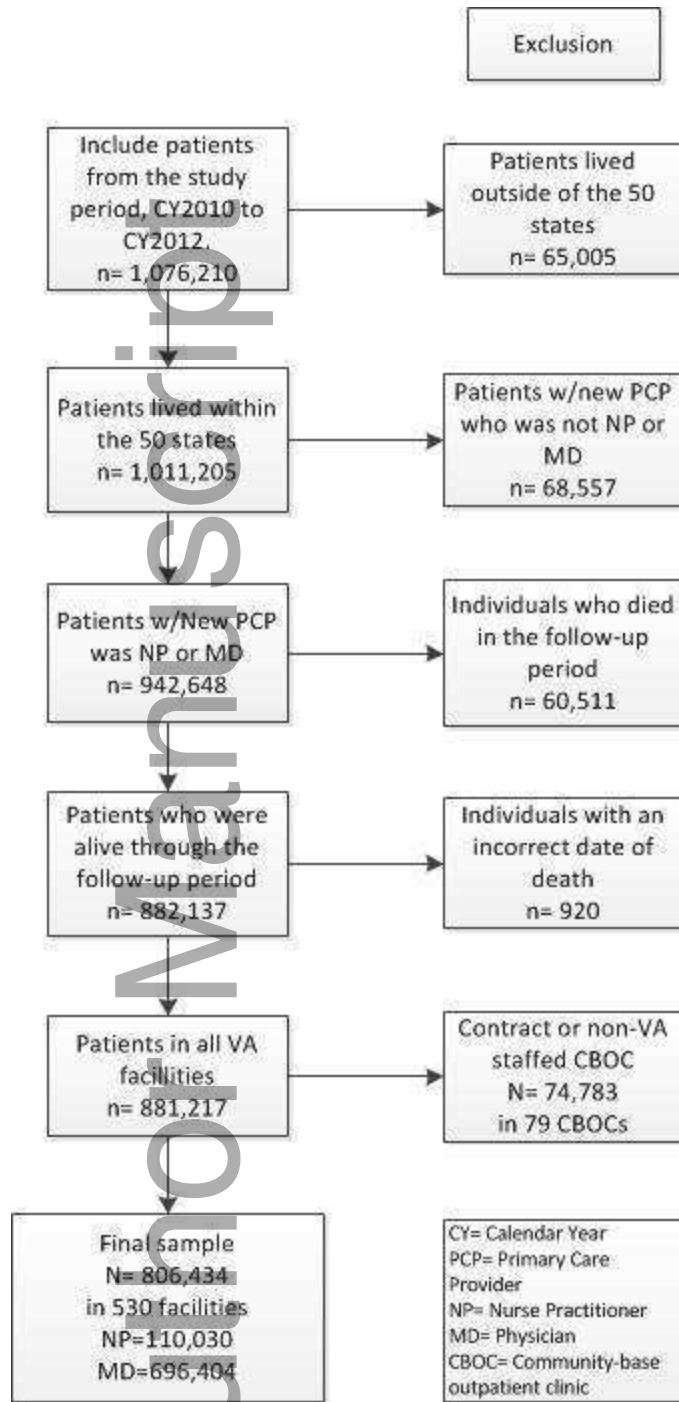 Exclusion
Include patients
from the study
period, CY2010 to
CY2012.
n= 1,076,210
Patients lived
outside of the 50
states
n= 65,005
Patients lived within
the 50 states
n= 1,011,205
Patients w/new PCP
who was not NP or
MD
n= 68,557
Patients w/New PCP
was NP or MD
n= 942,648
Individuals who died
in the follow-up
period
n= 60,511
Patients who were
alive through the
follow-up period
n= 882,137
Individuals with an
incorrect date of
death
n= 920
Patients in all VA
facillities
n= 881,217
Contract or non-VA
staffed CBOC
N= 74,783
in 79 CBOCs
Final sample
N= 806,434
in 530 facilities
NP=110,030
MD=696,404
CY= Calendar Year
PCP= Primary Care
Provider
NP= Nurse Practitioner
MD= Physician
CBOC= Community-base
outpatient clinic
uthor Manuscript